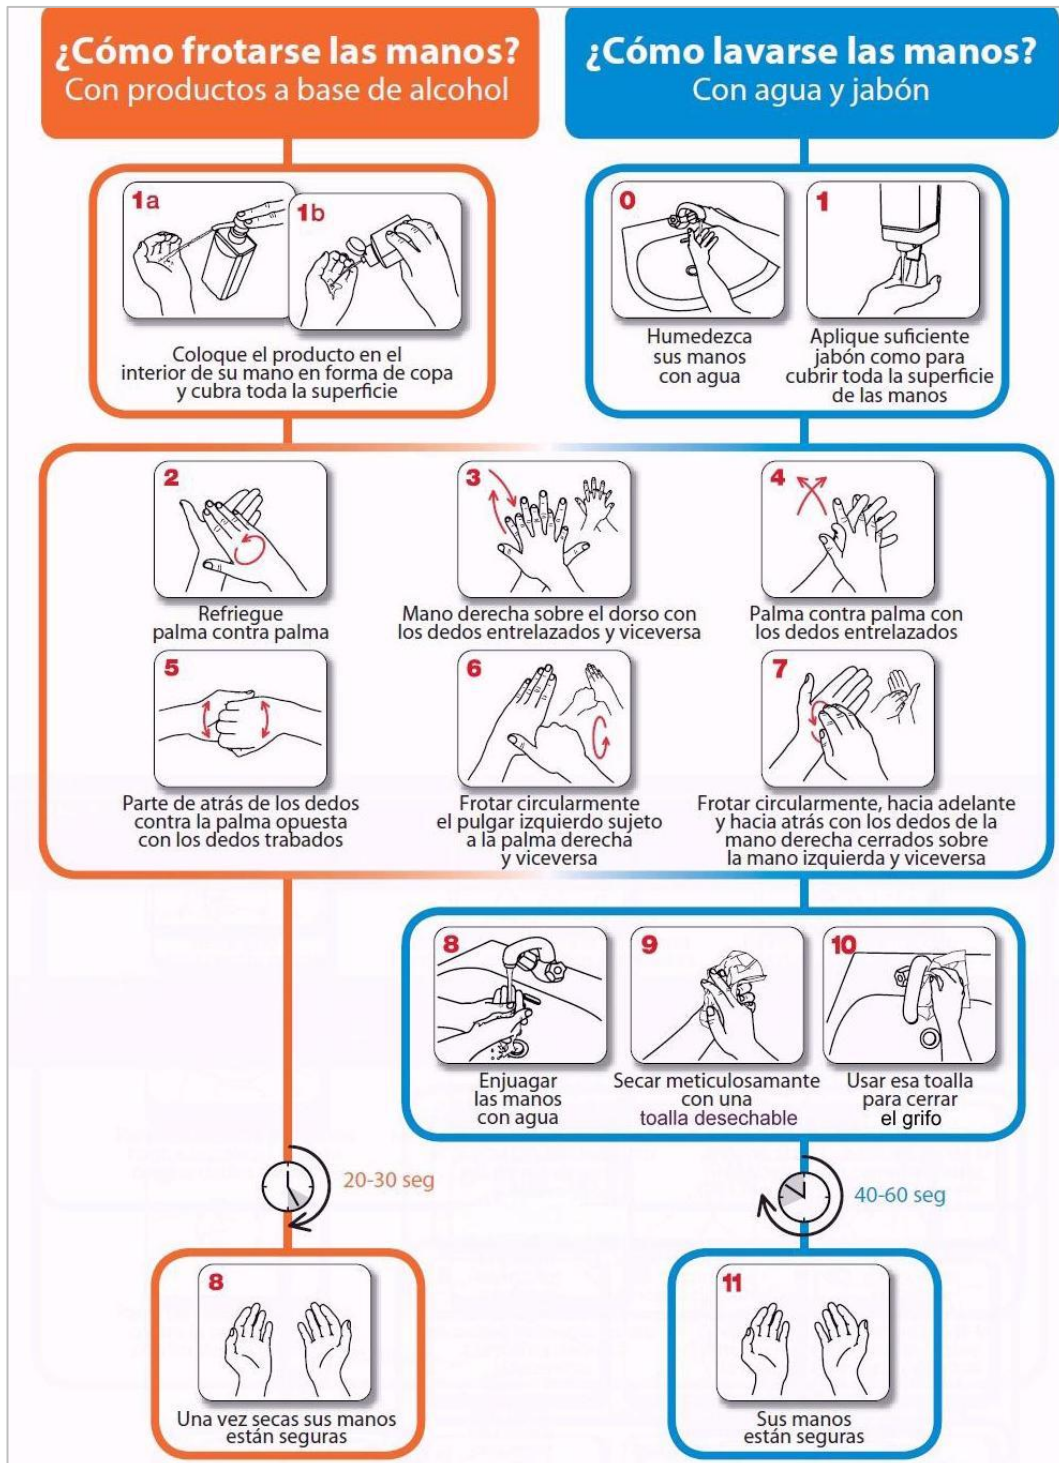 ¿Cómo frotarse las manos?
Con productos a base de alcohol
¿Cómo lavarse las manos?
Con agua y jabón
1a
1b
Coloque el producto en el
interior de su mano en forma de copa
y cubra toda la superficie
0
Humedezca
sus manos
con agua
1
Aplique suficiente
jabón como para
cubrir toda la superficie
de las manos
2
Refriegue
palma contra palma
3
Mano derecha sobre el dorso con
los dedos entrelazados y viceversa
4
Palma contra palma con
los dedos entrelazados
5
Parte de atrás de los dedos
contra la palma opuesta
con los dedos trabados
6
Frotar circularmente
el pulgar izquierdo sujeto
a la palma derecha
y viceversa
7
Frotar circularmente, hacia adelante
y hacia atrás con los dedos de la
mano derecha cerrados sobre
la mano izquierda y viceversa
8
Enjuagar
las manos
con agua
9
Secar meticulosamante
con una
toalla desechable
10
Usar esa toalla
para cerrar
el grifo
20-30 seg
40-60 seg
8
Una vez secas sus manos
están seguras
11
Sus manos
están seguras